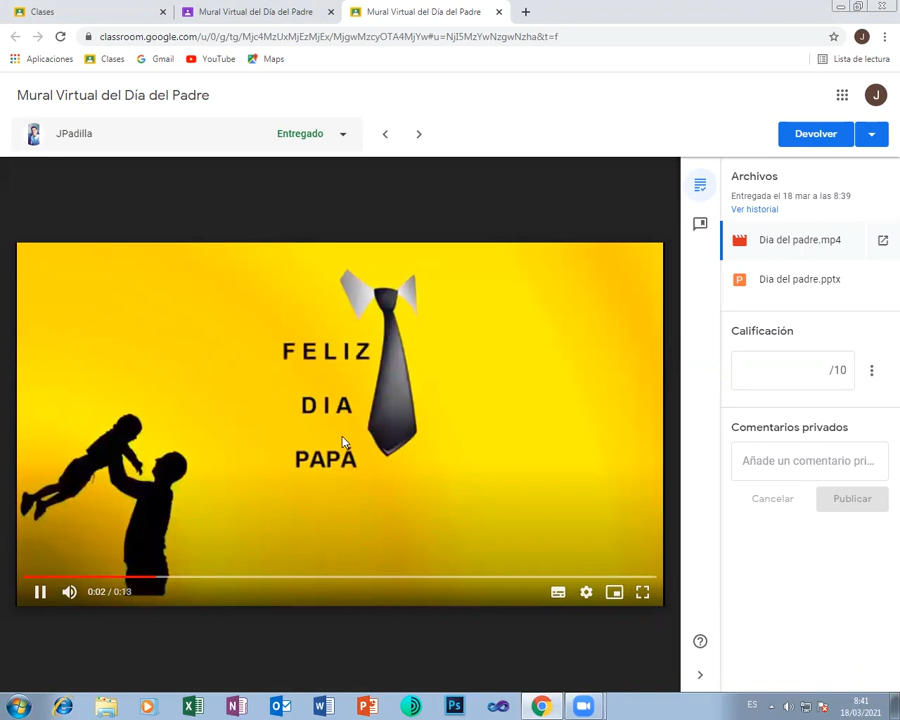 Clases
Mural Virtual del Día del Padre
Mural Virtual del Día del Padre
classroom.google.com/u/0/g/tg/Mjc4MzUxMjEzMjEx/MjgwMzcyOTA4MjYw#u=NjI5MzYwNzgwNzha&t=f
J
Aplicaciones
Clases
Gmail
YouTube
Maps
Lista de lectura
Mural Virtual del Día del Padre
J
JPadilla
Entregado
Devolver
FELIZ
DIA
PAPÁ
0:02 / 0:13
Archivos
Entregada el 18 mar a las 8:39
Ver historial
Dia del padre.mp4
P
Dia del padre.pptx
Calificación
/10
Comentarios privados
Añade un comentario pri...
Cancelar
Publicar
Ps
ES
8:41
18/03/2021